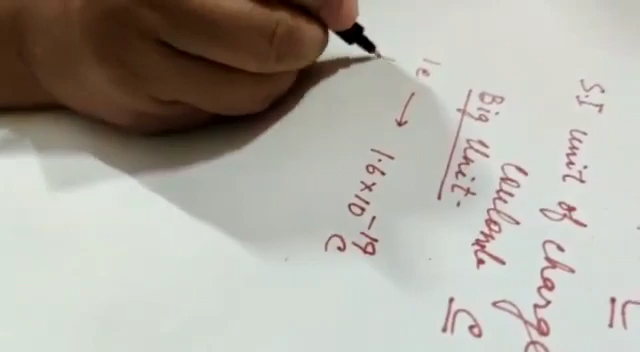 S.I unit of charge
Coulomb C
Big Unit -
1e → 1.6×10⁻¹⁹ C